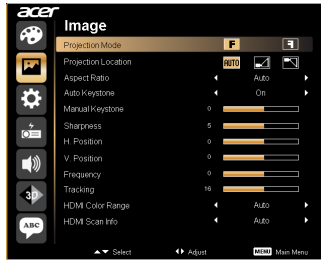 acer
Image
Projection Mode F F
Projection Location AUTO
Aspect Ratio Auto
Auto Keystone On
Manual Keystone 0
Sharpness 5
H. Position 0
V. Position 0
Frequency 0
Tracking 16
HDMI Color Range Auto
HDMI Scan Info Auto
3D
ABC
Select Adjust MENU Main Menu